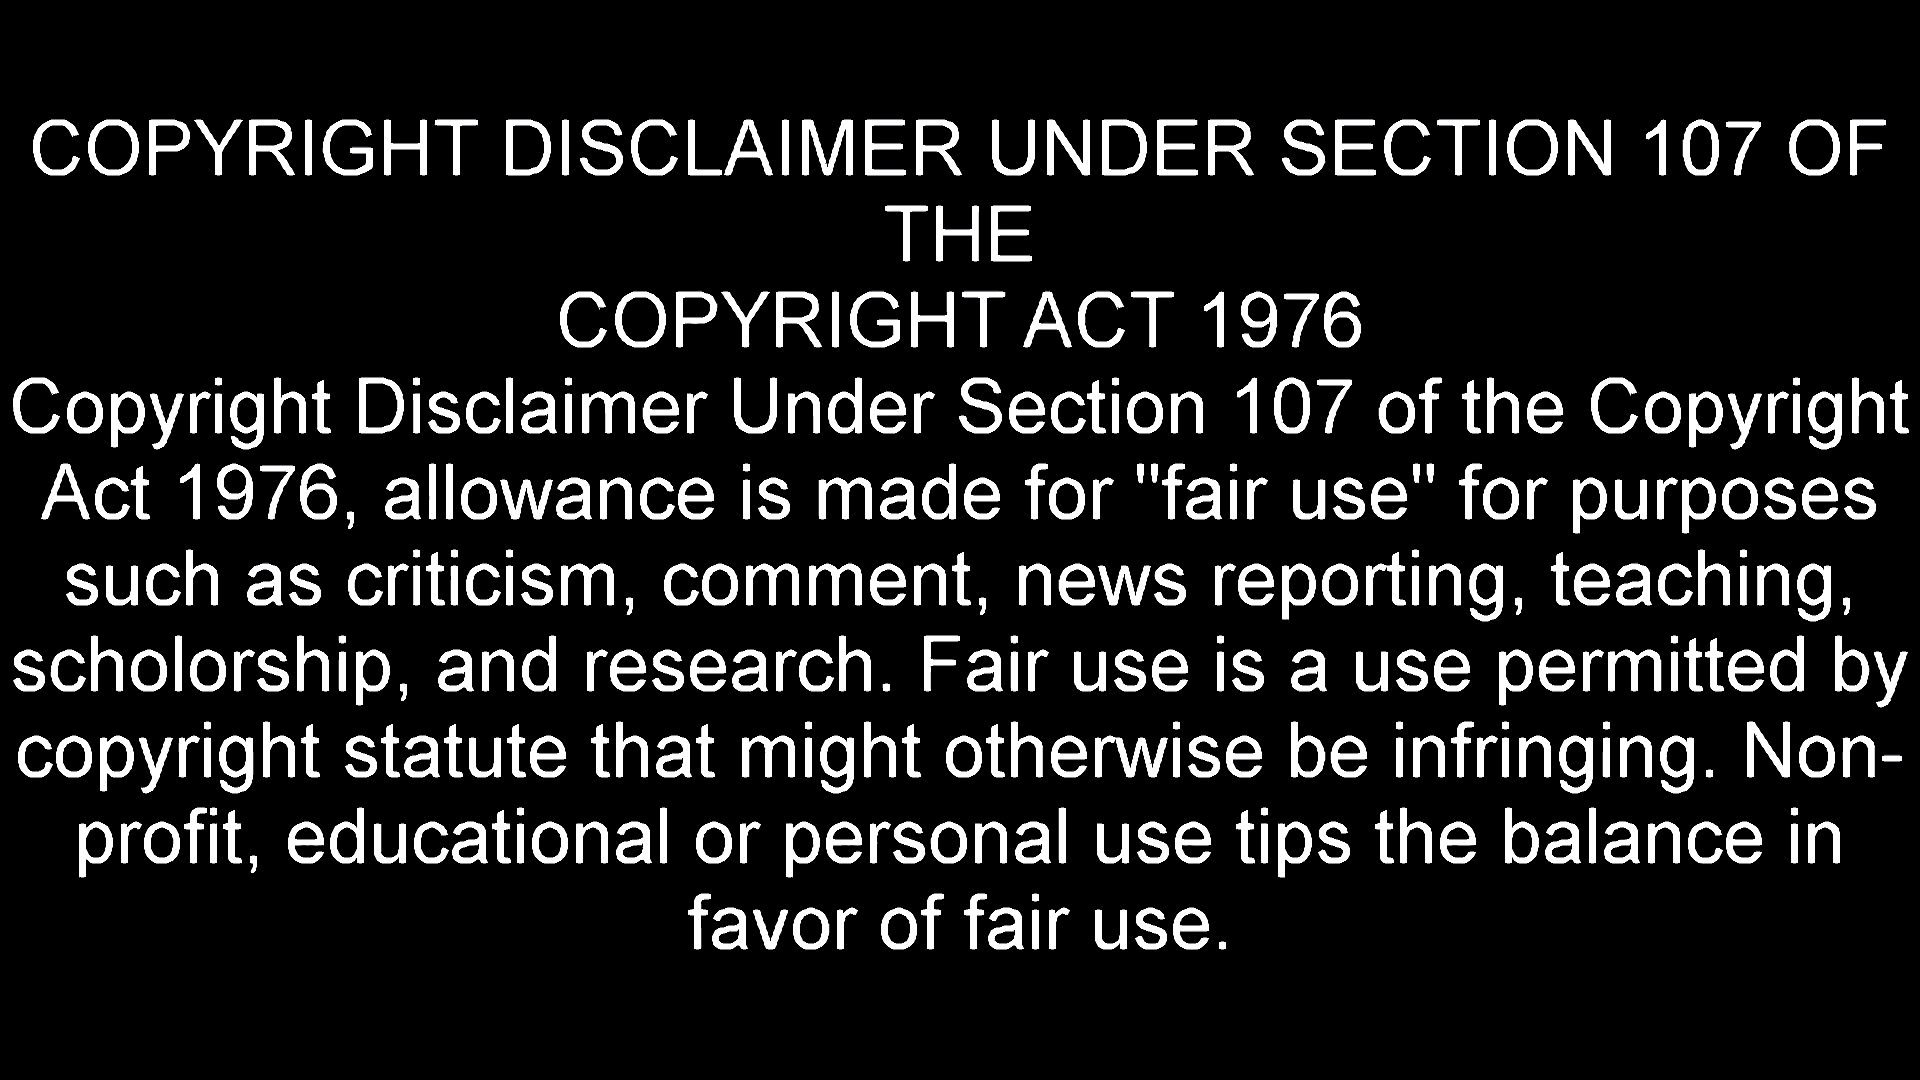 COPYRIGHT DISCLAIMER UNDER SECTION 107 OF
THE
COPYRIGHT ACT 1976
Copyright Disclaimer Under Section 107 of the Copyright
Act 1976, allowance is made for "fair use" for purposes
such as criticism, comment, news reporting, teaching,
scholorship, and research. Fair use is a use permitted by
copyright statute that might otherwise be infringing. Non-
profit, educational or personal use tips the balance in
favor of fair use.